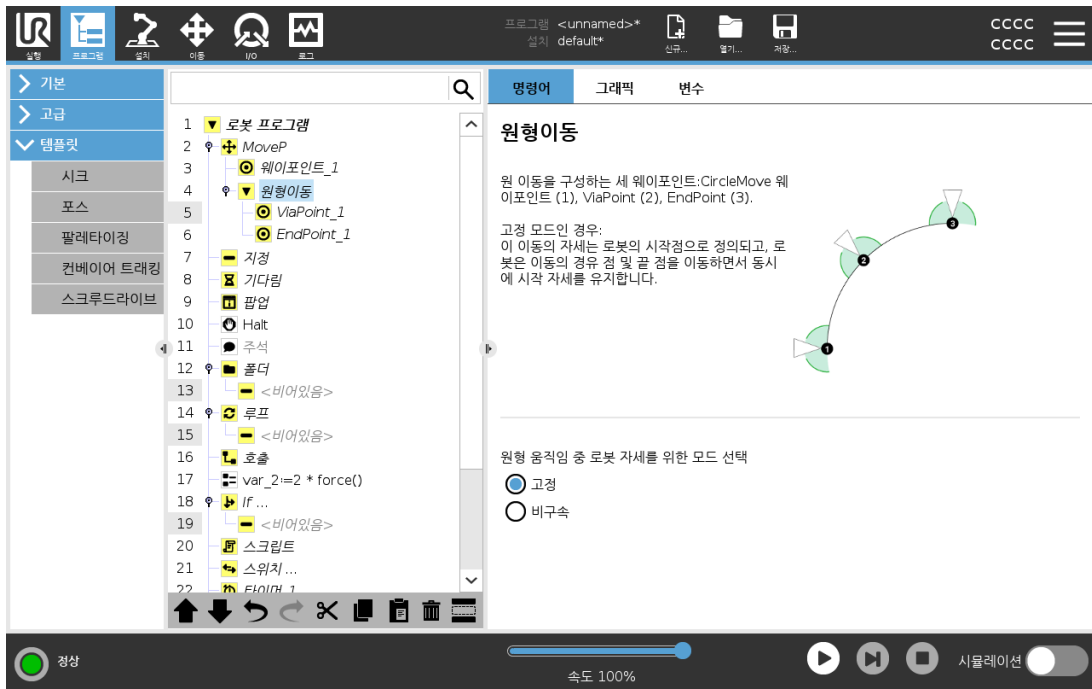 UR
실행
프로그램
설치
이동
I/O
로그
프로그램 <unnamed>*
설치 default*
신규...
열기...
저장...
CCCC
CCCC
기본
고급
템플릿
시크
포스
팔레타이징
컨베이어 트래킹
스크루드라이브
1 로봇 프로그램
2 MoveP
3 웨이포인트_1
4 원형이동
5 ViaPoint_1
6 EndPoint_1
7 지정
8 기다림
9 팝업
10 Halt
11 주석
12 폴더
13 <비어있음>
14 루프
15 <비어있음>
16 호출
17 var_2:=2 * force()
18 If ...
19 <비어있음>
20 스크립트
21 스위치 ...
22 타이머_1
명령어
그래픽
변수
원형이동
원 이동을 구성하는 세 웨이포인트:CircleMove 웨
이포인트 (1), ViaPoint (2), EndPoint (3).
고정 모드인 경우:
이 이동의 자세는 로봇의 시작점으로 정의되고, 로
봇은 이동의 경유 점 및 끝 점을 이동하면서 동시
에 시작 자세를 유지합니다.
3
2
1
원형 움직임 중 로봇 자세를 위한 모드 선택
고정
비구속
정상
속도 100%
시뮬레이션